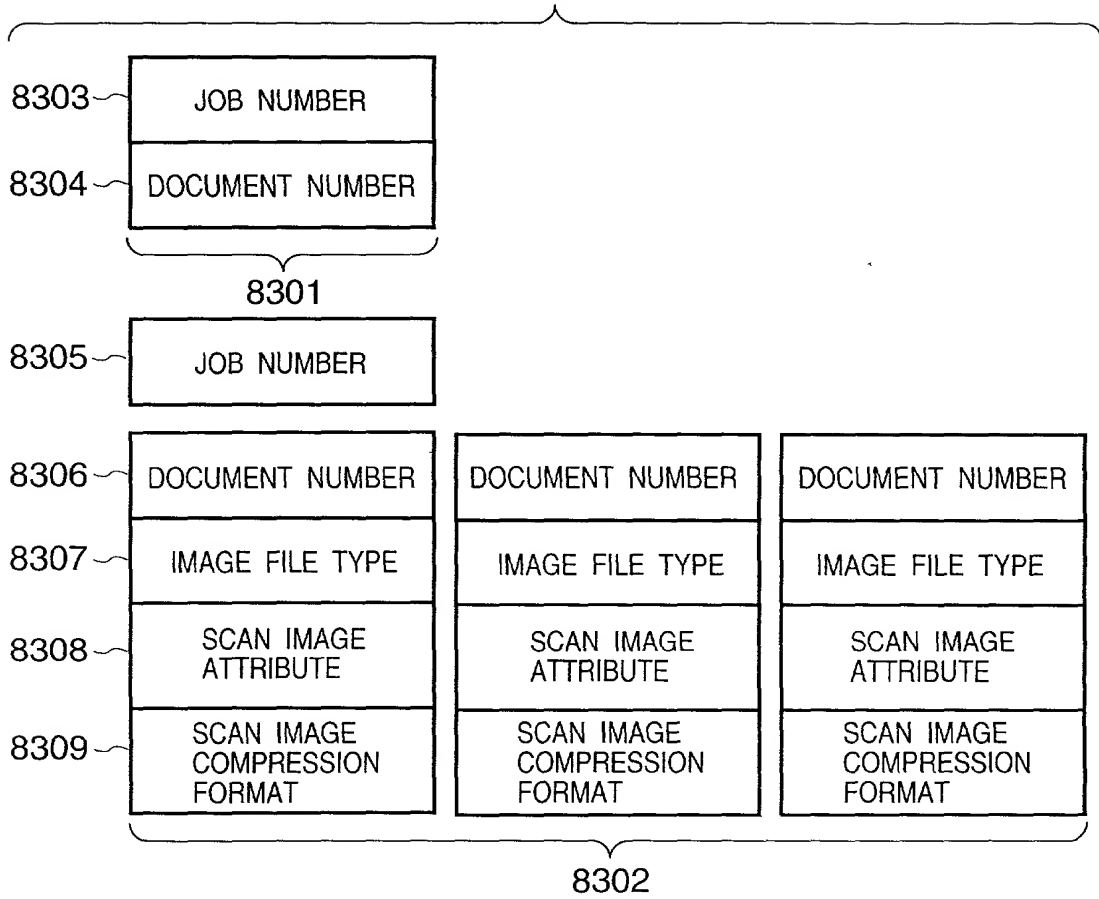 8303 JOB NUMBER
8304 DOCUMENT NUMBER
8301
8305 JOB NUMBER
8306 DOCUMENT NUMBER DOCUMENT NUMBER DOCUMENT NUMBER
8307 IMAGE FILE TYPE IMAGE FILE TYPE IMAGE FILE TYPE
8308 SCAN IMAGE ATTRIBUTE SCAN IMAGE ATTRIBUTE SCAN IMAGE ATTRIBUTE
8309 SCAN IMAGE COMPRESSION FORMAT SCAN IMAGE COMPRESSION FORMAT SCAN IMAGE COMPRESSION FORMAT
8302